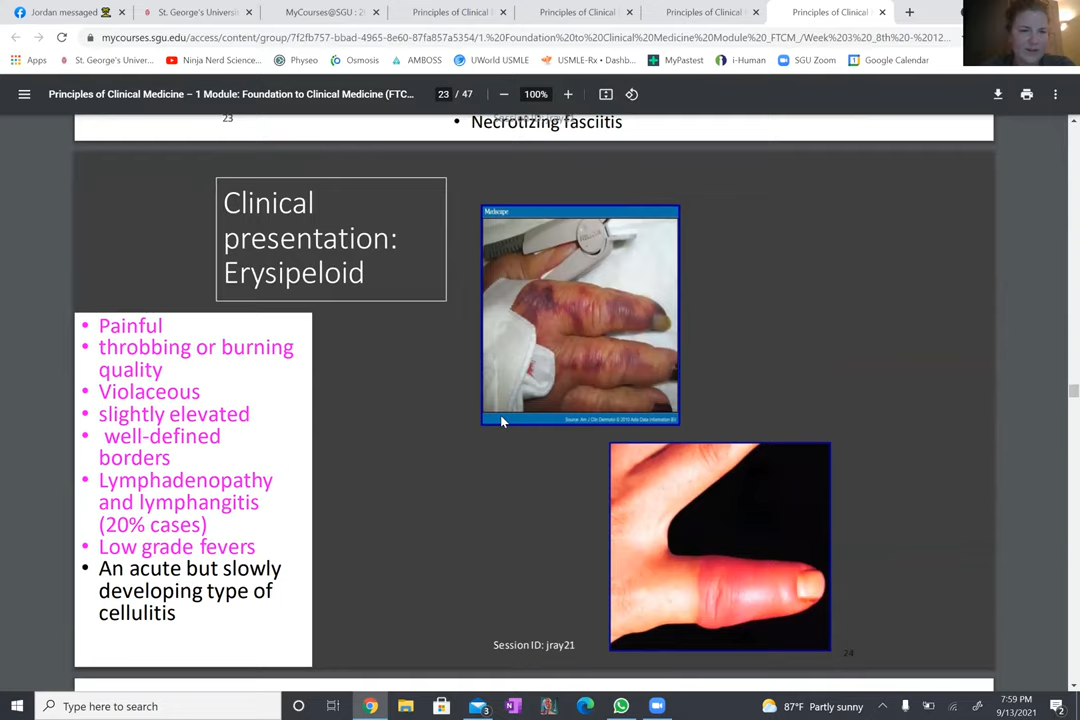 Jordan messaged
St. George's Universi
MyCourses@SGU : 2
Principles of Clinical
Principles of Clinical
Principles of Clinical
Principles of Clinical
mycourses.sgu.edu/access/content/group/7f2fb757-bbad-4965-8e60-87fa857a5354/1.%20Foundation%20to%20Clinical%20Medicine%20Module%20_FTCM_/Week%203%20_8th%20-%2012...
Apps
St. George's Univer...
Ninja Nerd Science...
Physeo
Osmosis
AMBOSS
UWorld USMLE
USMLE-Rx • Dashb...
MyPastest
i-Human
SGU Zoom
Google Calendar
Principles of Clinical Medicine – 1 Module: Foundation to Clinical Medicine (FTC...
23 / 47
100%
23
• Necrotizing fasciitis
Clinical
presentation:
Erysipeloid
Medscape
• Painful
• throbbing or burning
quality
• Violaceous
• slightly elevated
• well-defined
borders
• Lymphadenopathy
and lymphangitis
(20% cases)
• Low grade fevers
• An acute but slowly
developing type of
cellulitis
Session ID: jray21
24
Type here to search
3
87°F Partly sunny
7:59 PM
9/13/2021
2